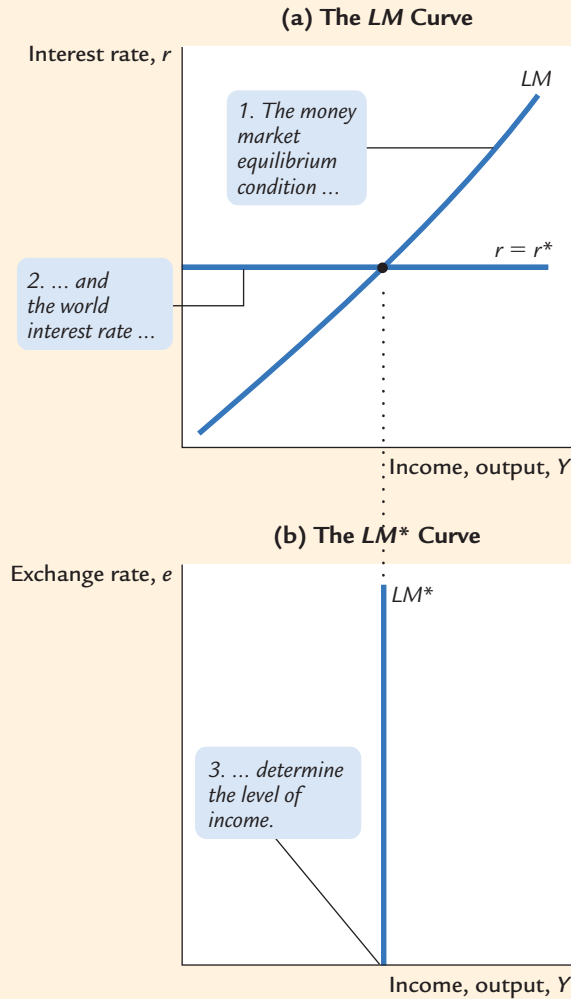 (a) The LM Curve
Interest rate, r
LM
1. The money
market
equilibrium
condition ...
r = r*
2. ... and
the world
interest rate ...
Income, output, Y
(b) The LM* Curve
Exchange rate, e
LM*
3. ... determine
the level of
income.
Income, output, Y